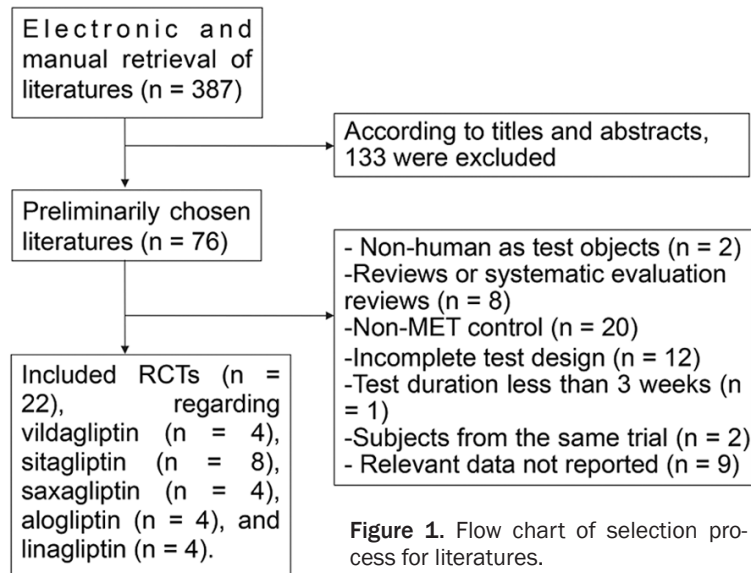 Electronic and
manual retrieval of
literatures (n = 387)
According to titles and abstracts,
133 were excluded
Preliminarily chosen
literatures (n = 76)
- Non-human as test objects (n = 2)
-Reviews or systematic evaluation
reviews (n = 8)
-Non-MET control (n = 20)
-Incomplete test design (n = 12)
-Test duration less than 3 weeks (n
= 1)
-Subjects from the same trial (n = 2)
- Relevant data not reported (n = 9)
Included RCTs (n =
22), regarding
vildagliptin (n = 4),
sitagliptin (n = 8),
saxagliptin (n = 4),
alogliptin (n = 4), and
linagliptin (n = 4).
Figure 1. Flow chart of selection pro-
cess for literatures.